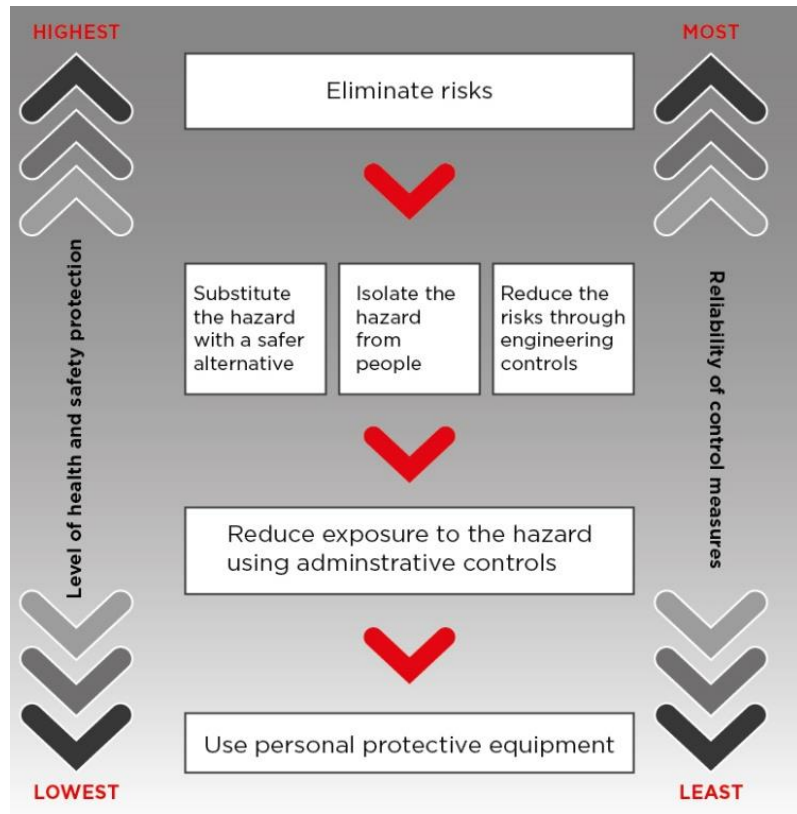 HIGHEST
MOST
Eliminate risks
Level of health and safety protection
Substitute
the hazard
with a safer
alternative
Isolate the
hazard
from
people
Reduce the
risks through
engineering
controls
Reliability of control measures
Reduce exposure to the hazard
using adminstrative controls
Use personal protective equipment
LOWEST
LEAST